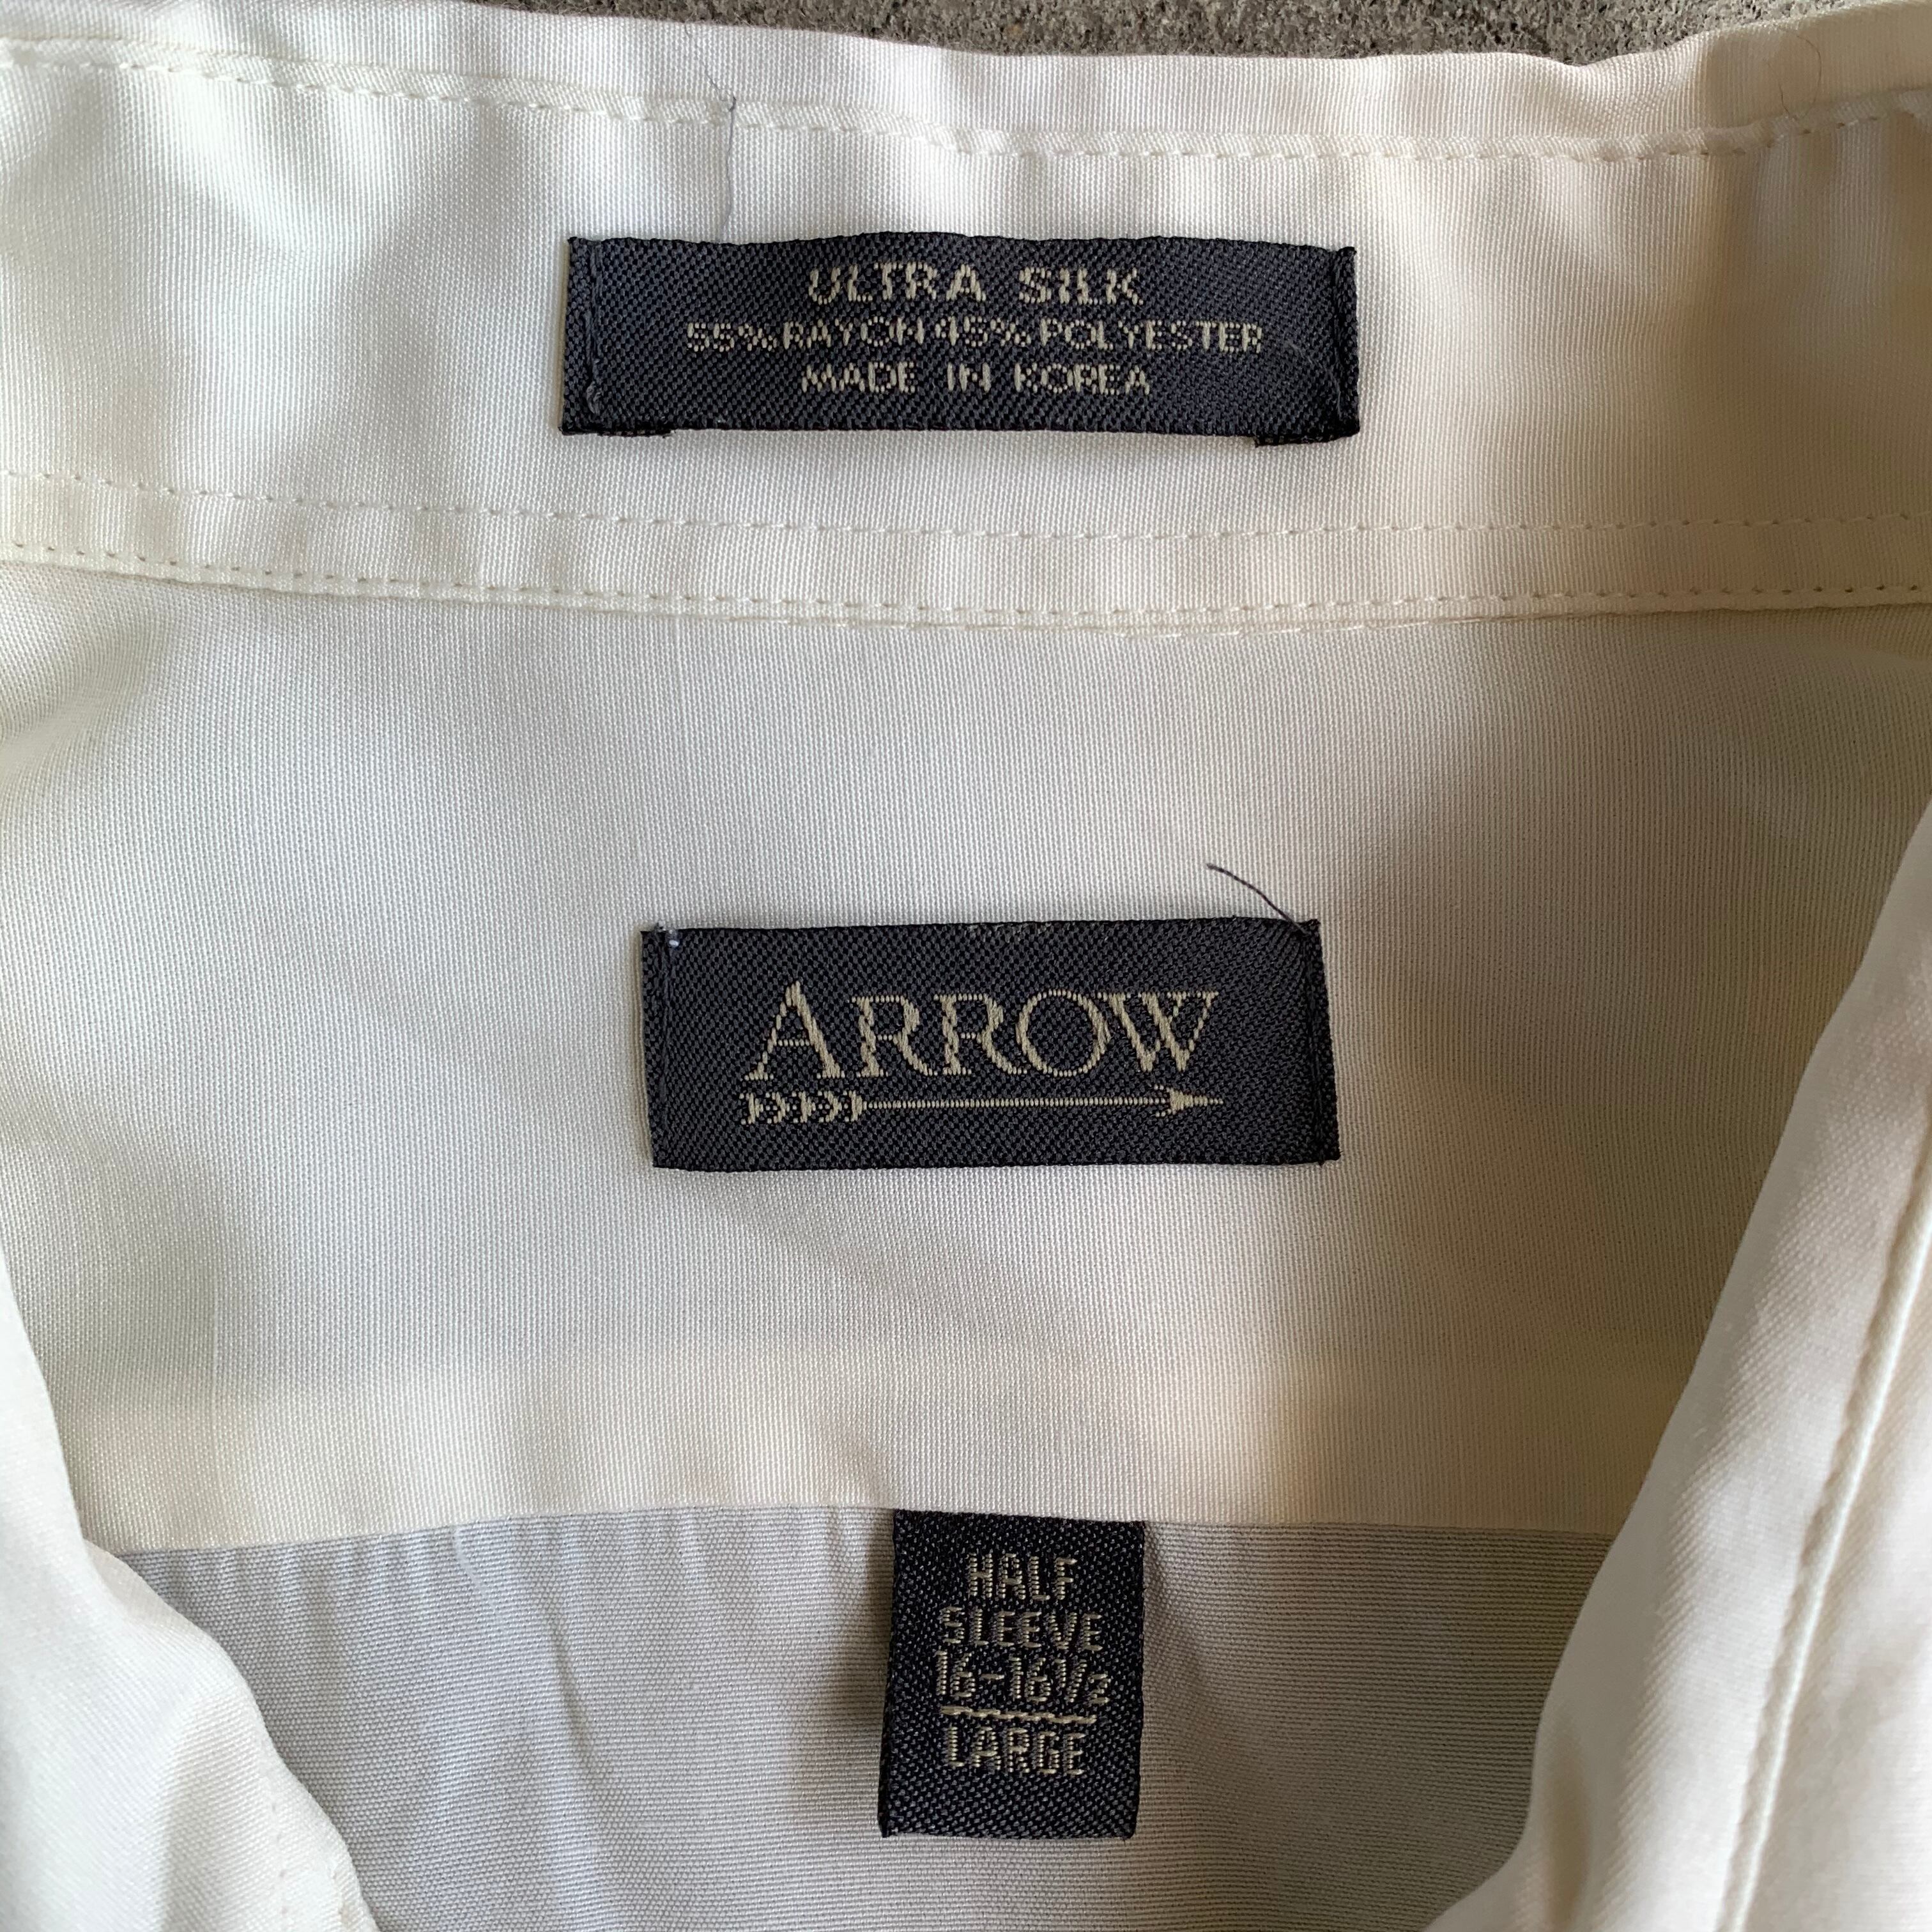 ULTRA SILK
55% RAYON 45% POLYESTER
MADE IN KOREA
ARROW
HALF
SLEEVE
16-16½
LARGE